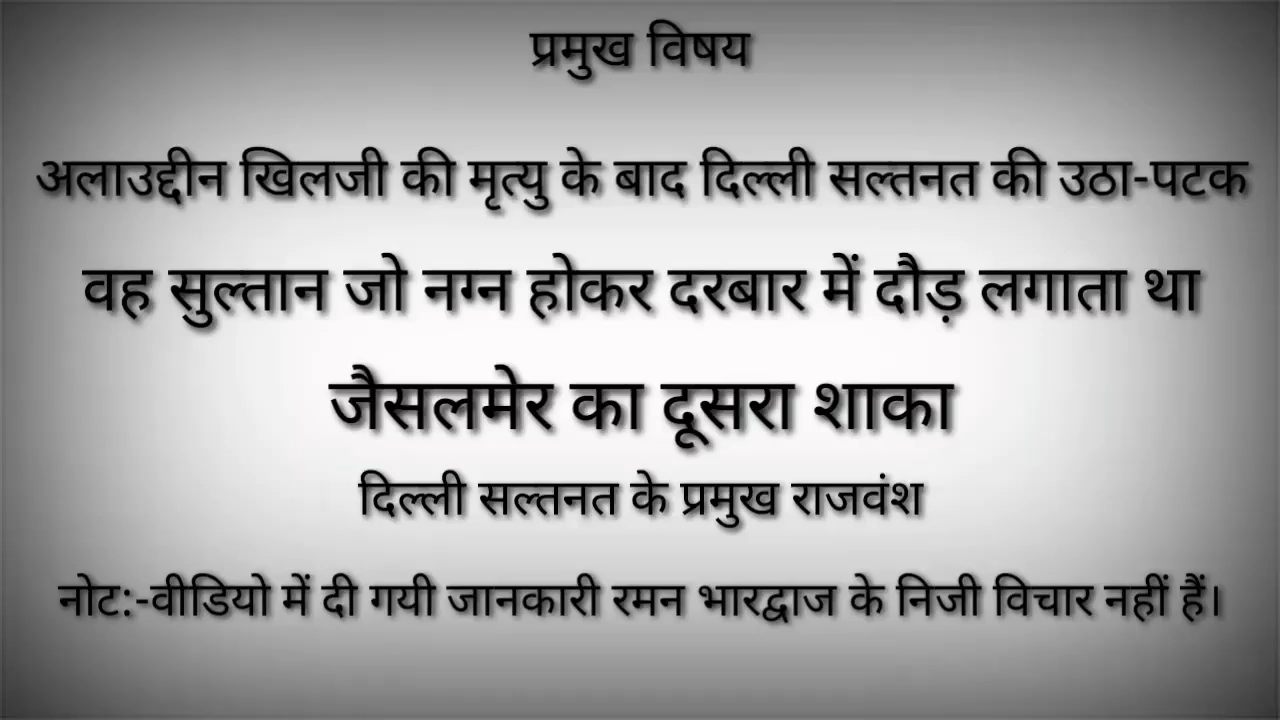 प्रमुख विषय
अलाउद्दीन खिलजी की मृत्यु के बाद दिल्ली सल्तनत की उठा-पटक
वह सुल्तान जो नग्न होकर दरबार में दौड़ लगाता था
जैसलमेर का दूसरा शाका
दिल्ली सल्तनत के प्रमुख राजवंश
नोट:-वीडियो में दी गयी जानकारी रमन भारद्वाज के निजी विचार नहीं हैं।